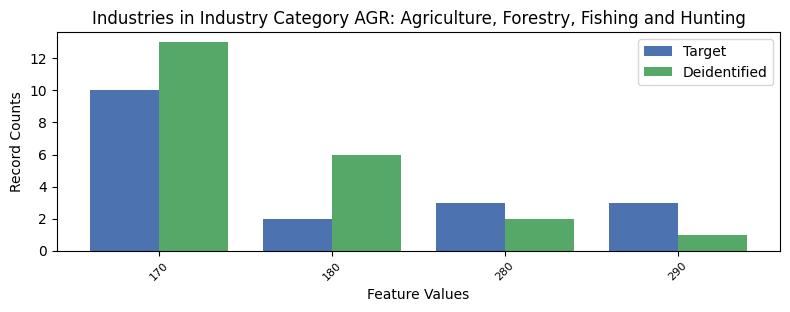 Industries in Industry Category AGR: Agriculture, Forestry, Fishing and Hunting
Target
Deidentified
Record Counts
12
10
8
6
4
2
0
170
180
280
290
Feature Values